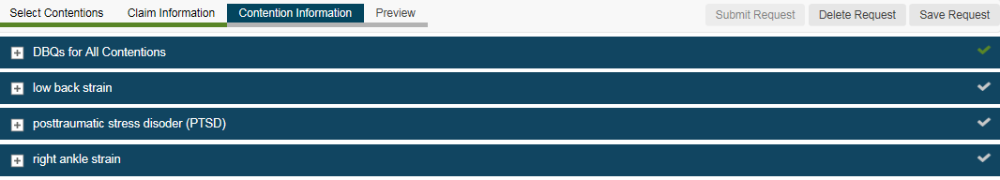 Select Contentions Claim Information Contention Information Preview Submit Request Delete Request Save Request
DBQs for All Contentions
low back strain
posttraumatic stress disoder (PTSD)
right ankle strain